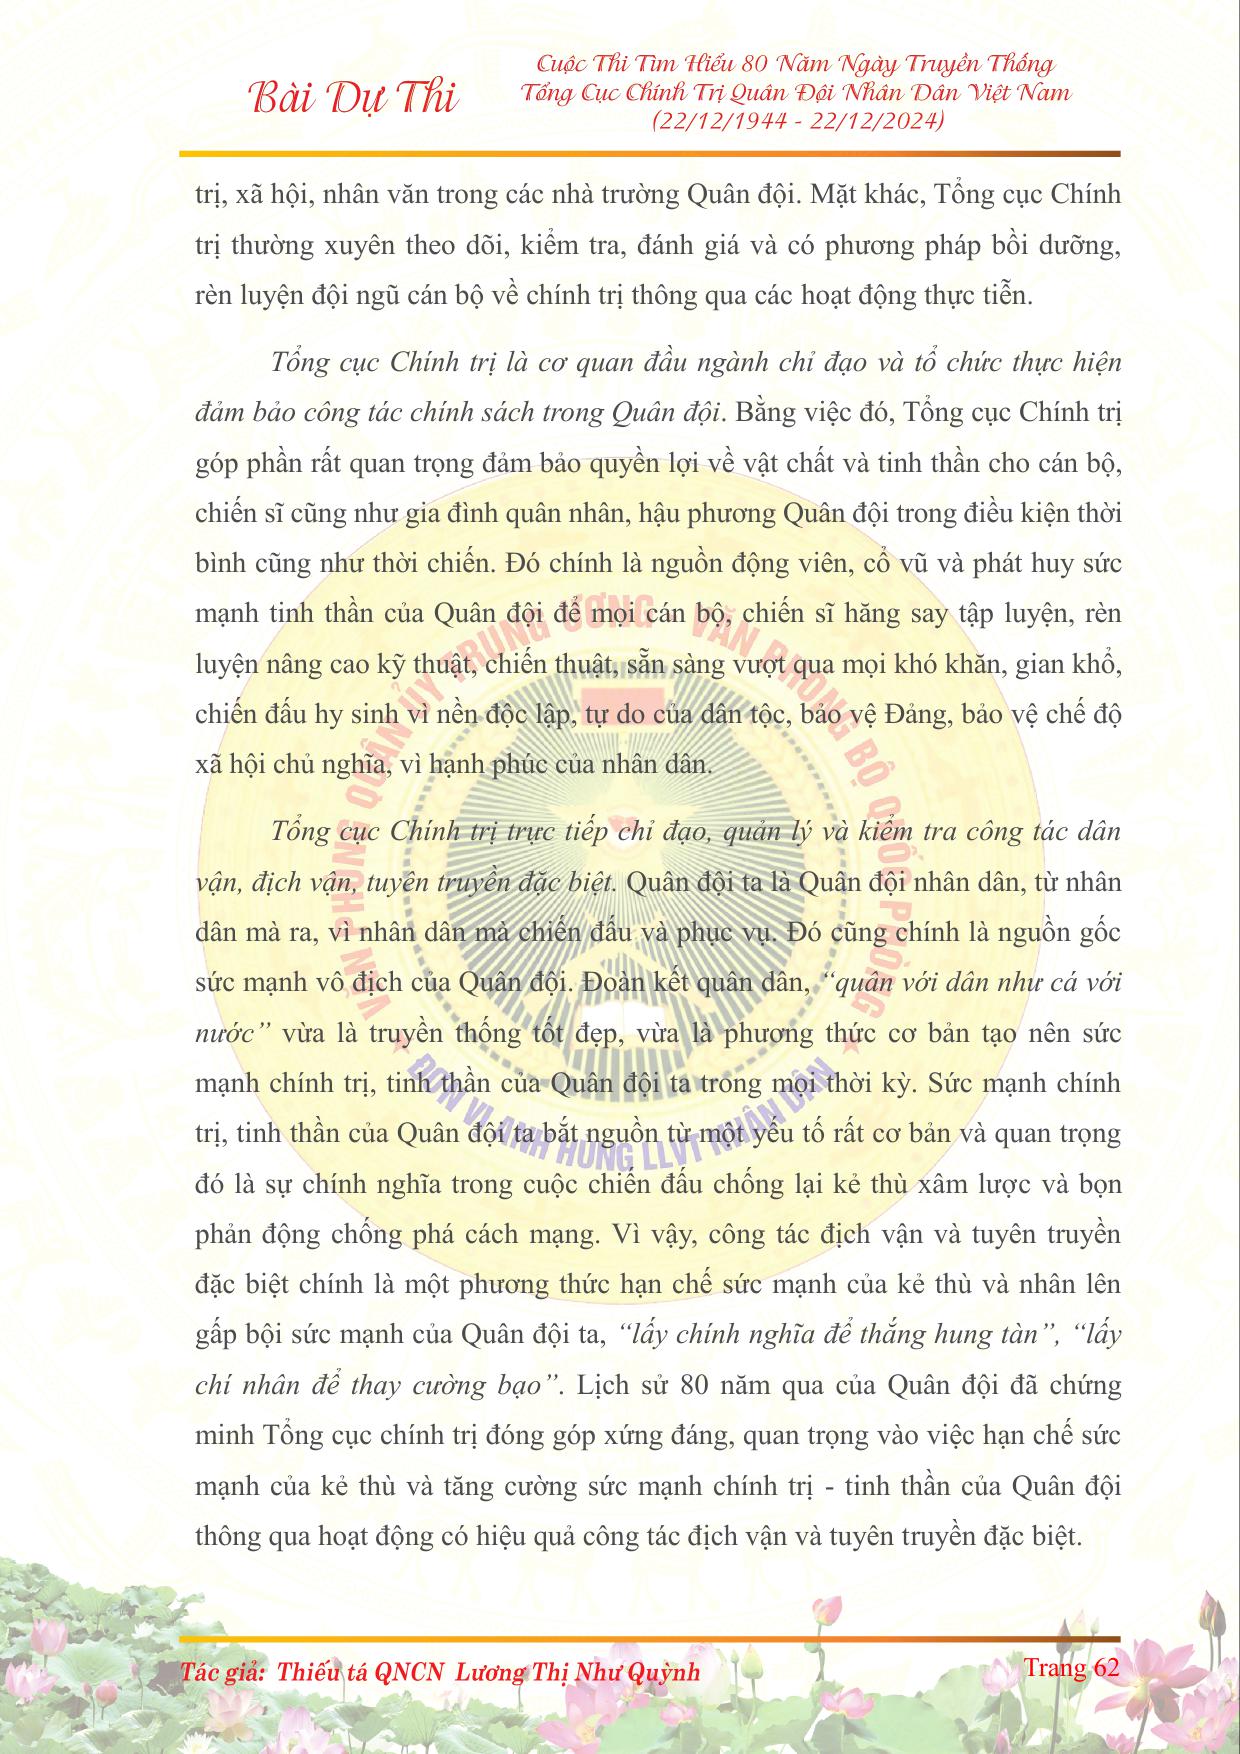 Bài Dự Thi
Cuộc Thi Tìm Hiểu 80 Năm Ngày Truyền Thống
Tổng Cục Chính Trị Quân Đội Nhân Dân Việt Nam
(22/12/1944 - 22/12/2024)
trị, xã hội, nhân văn trong các nhà trường Quân đội. Mặt khác, Tổng cục Chính
trị thường xuyên theo dõi, kiểm tra, đánh giá và có phương pháp bồi dưỡng,
rèn luyện đội ngũ cán bộ về chính trị thông qua các hoạt động thực tiễn.
Tổng cục Chính trị là cơ quan đầu ngành chỉ đạo và tổ chức thực hiện
đảm bảo công tác chính sách trong Quân đội. Bằng việc đó, Tổng cục Chính trị
góp phần rất quan trọng đảm bảo quyền lợi về vật chất và tinh thần cho cán bộ,
chiến sĩ cũng như gia đình quân nhân, hậu phương Quân đội trong điều kiện thời
bình cũng như thời chiến. Đó chính là nguồn động viên, cổ vũ và phát huy sức
mạnh tinh thần của Quân đội để mọi cán bộ, chiến sĩ hăng say tập luyện, rèn
luyện nâng cao kỹ thuật, chiến thuật, sẵn sàng vượt qua mọi khó khăn, gian khổ,
chiến đấu hy sinh vì nền độc lập, tự do của dân tộc, bảo vệ Đảng, bảo vệ chế độ
xã hội chủ nghĩa, vì hạnh phúc của nhân dân.
Tổng cục Chính trị trực tiếp chỉ đạo, quản lý và kiểm tra công tác dân
vận, địch vận, tuyên truyền đặc biệt. Quân đội ta là Quân đội nhân dân, từ nhân
dân mà ra, vì nhân dân mà chiến đấu và phục vụ. Đó cũng chính là nguồn gốc
sức mạnh vô địch của Quân đội. Đoàn kết quân dân, “quân với dân như cá với
nước” vừa là truyền thống tốt đẹp, vừa là phương thức cơ bản tạo nên sức
mạnh chính trị, tinh thần của Quân đội ta trong mọi thời kỳ. Sức mạnh chính
trị, tinh thần của Quân đội ta bắt nguồn từ một yếu tố rất cơ bản và quan trọng
đó là sự chính nghĩa trong cuộc chiến đấu chống lại kẻ thù xâm lược và bọn
phản động chống phá cách mạng. Vì vậy, công tác địch vận và tuyên truyền
đặc biệt chính là một phương thức hạn chế sức mạnh của kẻ thù và nhân lên
gấp bội sức mạnh của Quân đội ta, “lấy chính nghĩa để thắng hung tàn”, “lấy
chí nhân để thay cường bạo”. Lịch sử 80 năm qua của Quân đội đã chứng
minh Tổng cục chính trị đóng góp xứng đáng, quan trọng vào việc hạn chế sức
mạnh của kẻ thù và tăng cường sức mạnh chính trị - tinh thần của Quân đội
thông qua hoạt động có hiệu quả công tác địch vận và tuyên truyền đặc biệt.
VĂN PHÒNG QUÂN ỦY TRUNG ƯƠNG - VĂN PHÒNG BỘ QUỐC PHÒNG
ĐƠN VỊ ANH HÙNG LLVT NHÂN DÂN
Tác giả: Thiếu tá QNCN Lương Thị Như Quỳnh
Trang 62